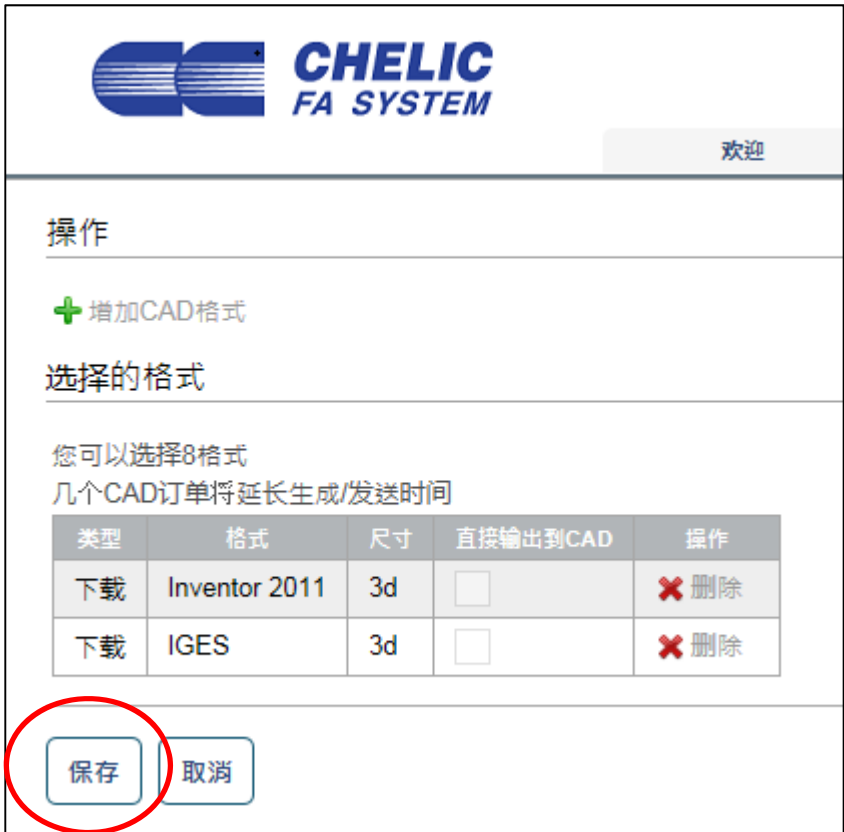 CHELIC
FA SYSTEM
欢迎
操作
增加CAD格式
选择的格式
您可以选择8格式
几个CAD订单将延长生成/发送时间
类型 格式 尺寸 直接输出到CAD 操作
下载 Inventor 2011 3d 删除
下载 IGES 3d 删除
保存 取消